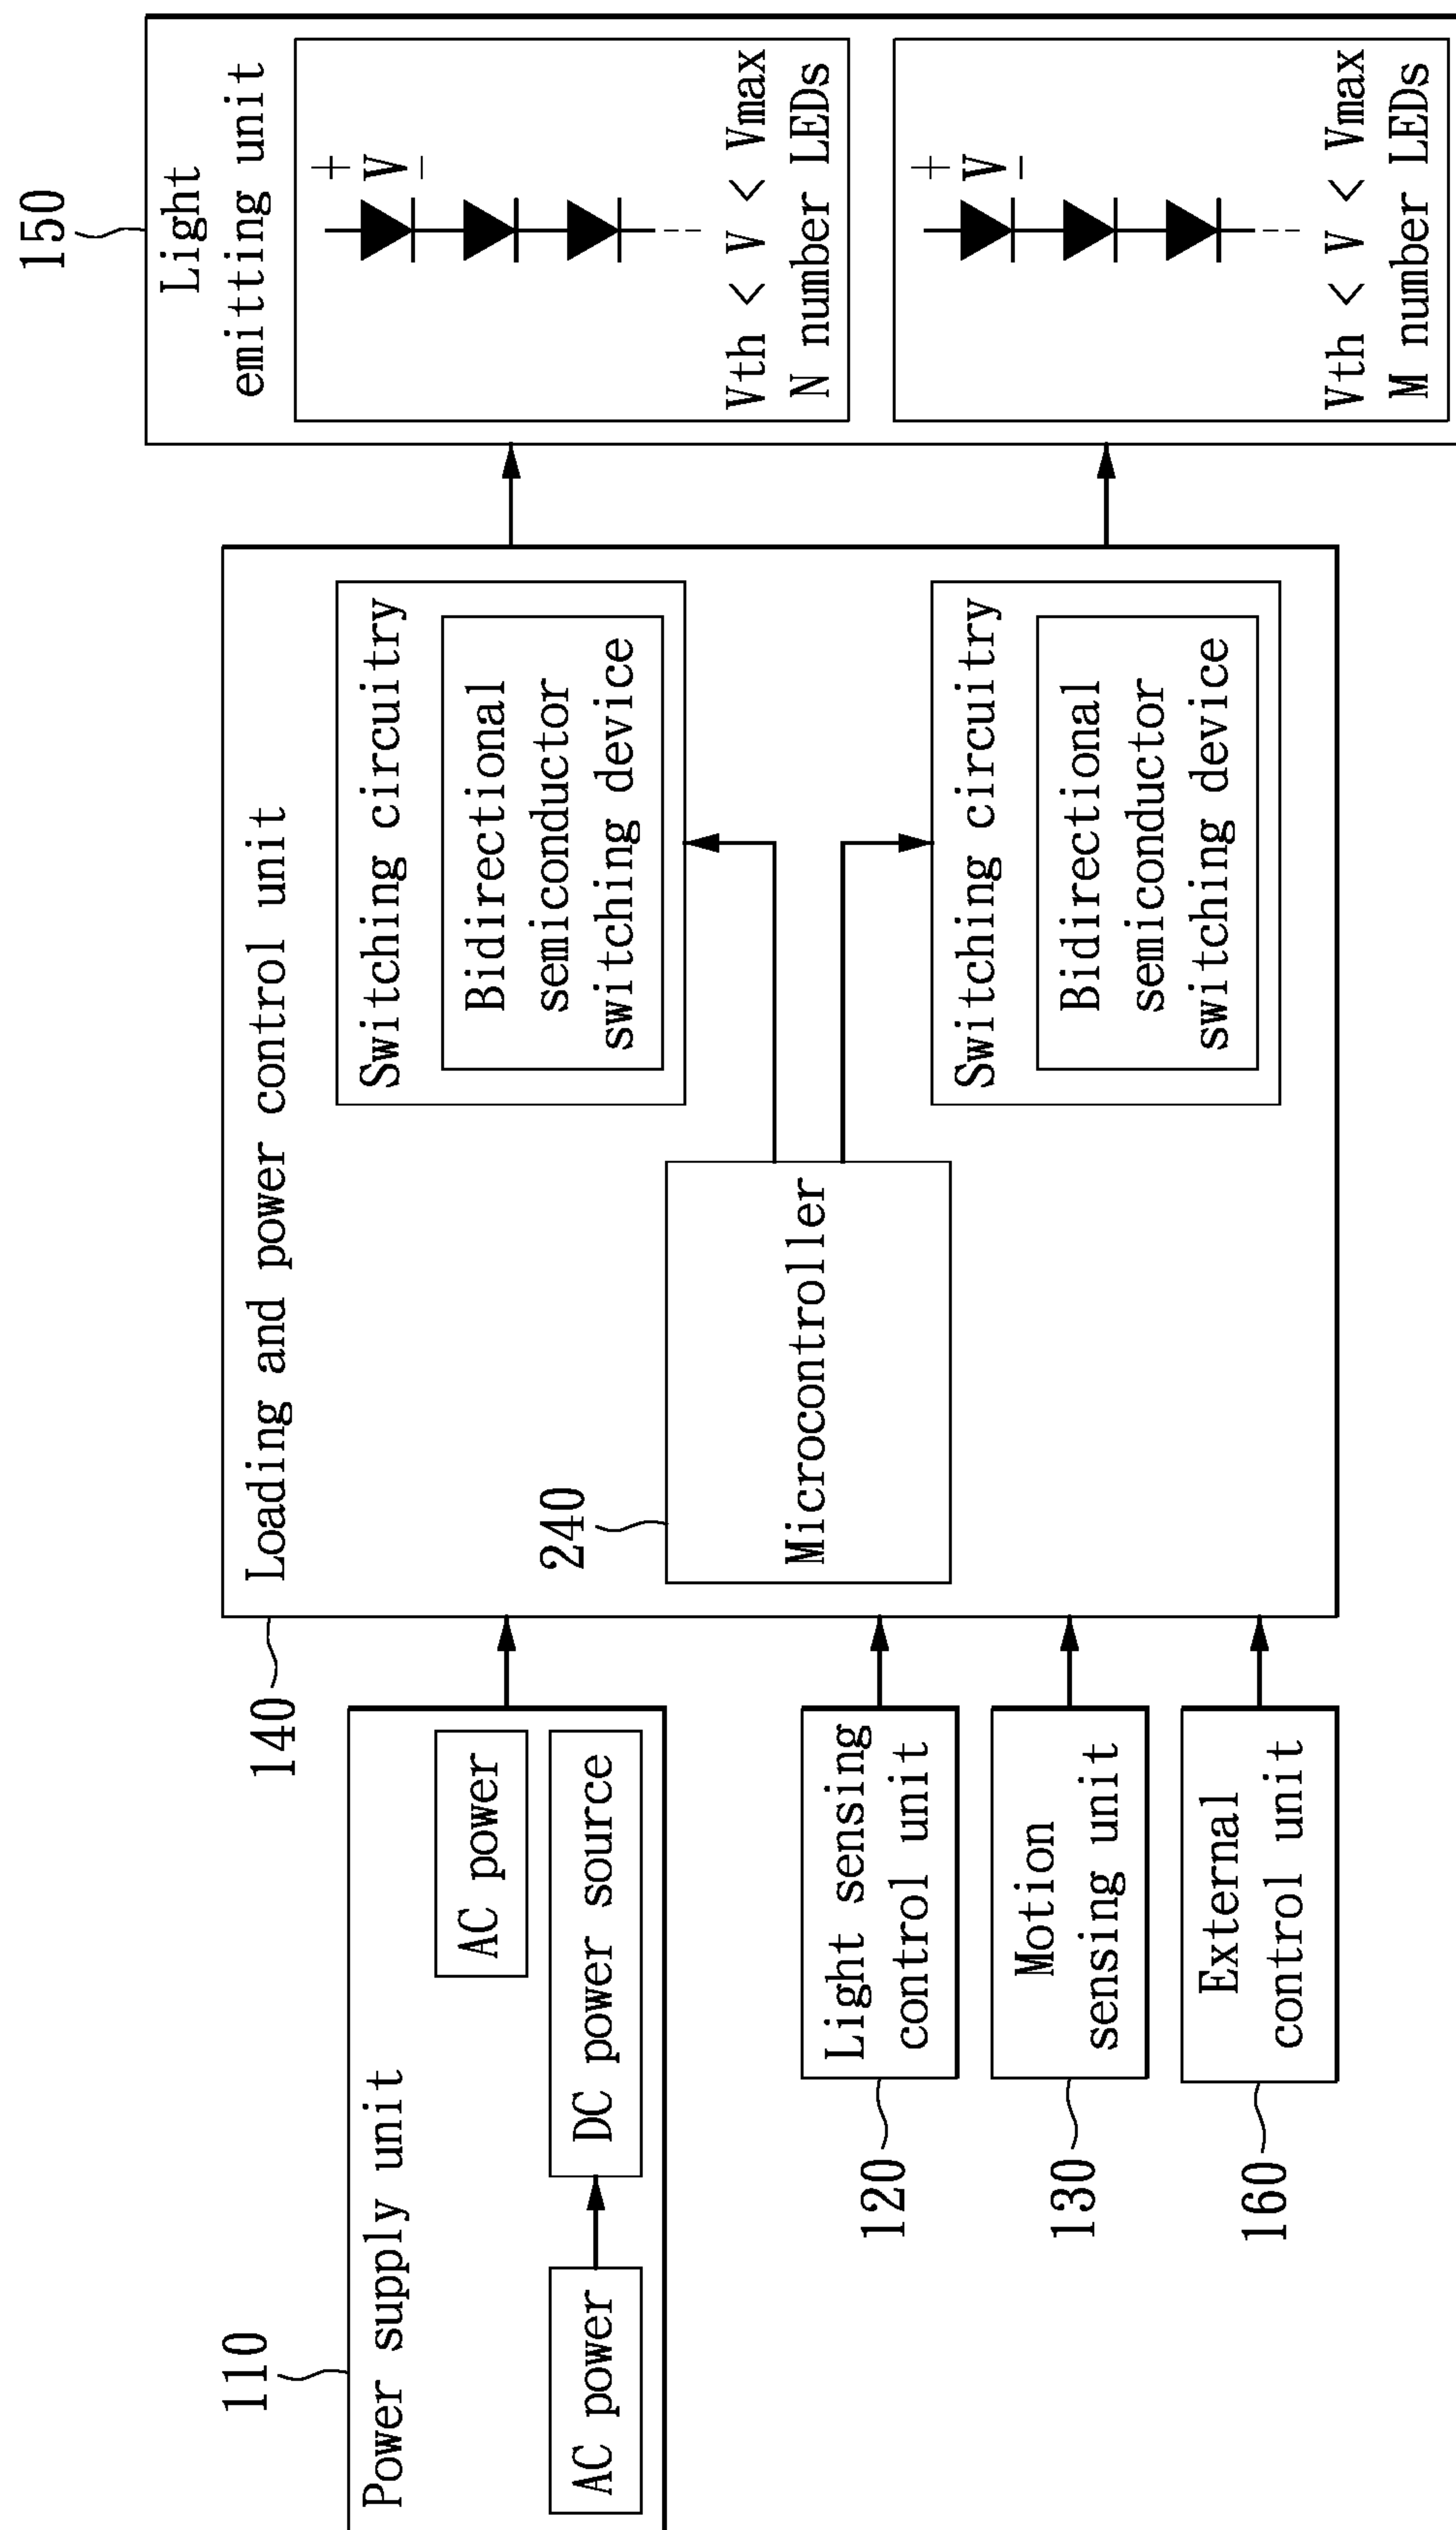 110
Power supply unit
AC power
AC power
DC power source
120
Light sensing
control unit
130
Motion
sensing unit
160
External
control unit
140
Loading and power control unit
240
Microcontroller
Switching circuitry
Bidirectional
semiconductor
switching device
Switching circuitry
Bidirectional
semiconductor
switching device
150
Light
emitting unit
+
V
-
Vth < V < Vmax
N number LEDs
+
V
-
Vth < V < Vmax
M number LEDs